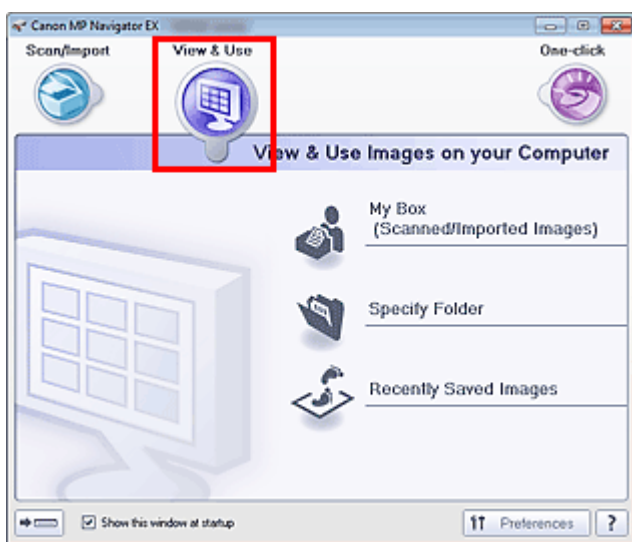 Canon MP Navigator EX
Scan/Import
View & Use
One-click
View & Use Images on your Computer
My Box
(Scanned/Imported Images)
Specify Folder
Recently Saved Images
Show this window at startup
Preferences
?